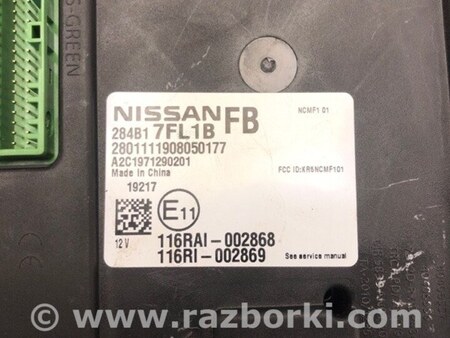 S-GREEN
NISSAN FB
NCMF1 01
284B1 7FL1B
2801111908050177
A2C1971290201
Made in China
FCC ID:KR5NCMF101
19217
E11
12V
116RAI-002868
116RI-002869
See service manual
www.razborki.com